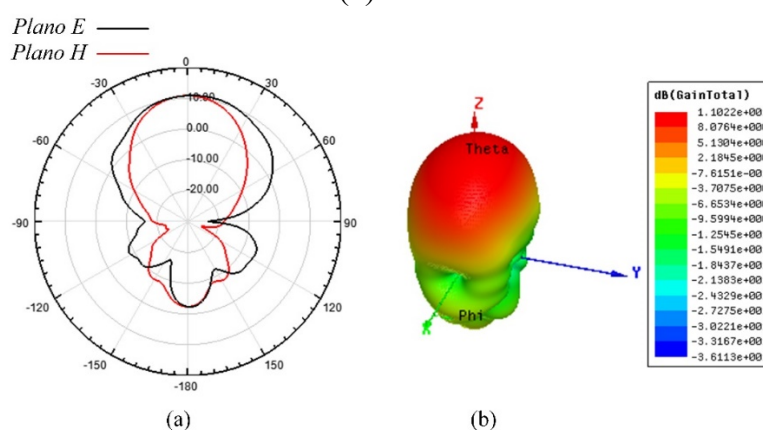 Plano E
Plano H
0
-30
30
-60
60
-90
90
-120
120
-150
150
-180
10.00
0.00
-10.00
-20.00
(a)
Z
Theta
Y
X
Phi
(b)
dB(GainTotal)
1.1022e+00
8.0764e+00
5.1304e+00
2.1845e+00
-7.6151e-00
-3.7075e+00
-6.6534e+00
-9.5994e+00
-1.2545e+00
-1.5491e+00
-1.8437e+00
-2.1383e+00
-2.4329e+00
-2.7275e+00
-3.0221e+00
-3.3167e+00
-3.6113e+00